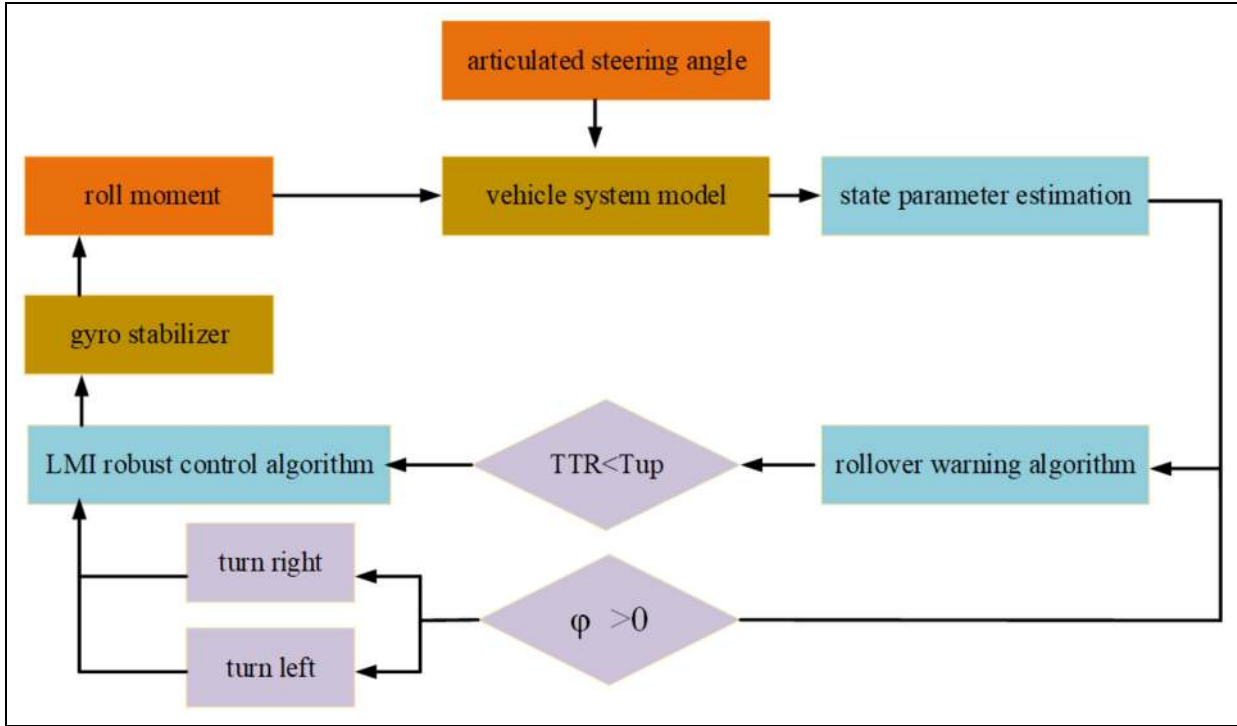 articulated steering angle
roll moment
vehicle system model
state parameter estimation
gyro stabilizer
LMI robust control algorithm
TTR<Tup
rollover warning algorithm
turn right
φ >0
turn left